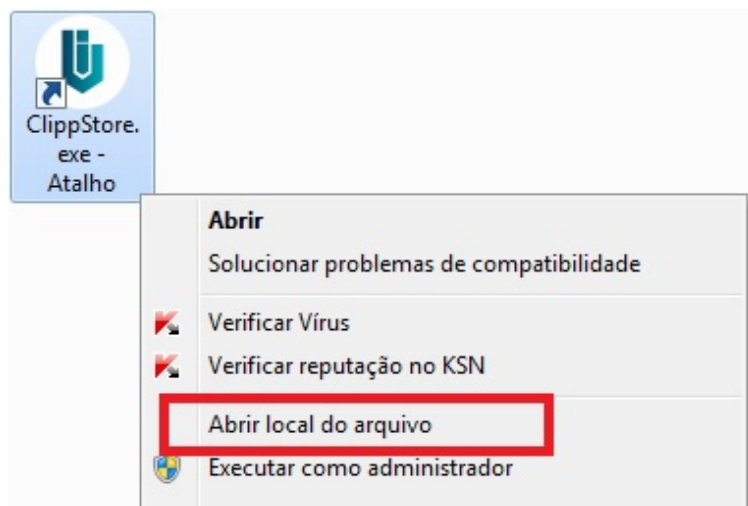 ClippStore.
exe -
Atalho
Abrir
Solucionar problemas de compatibilidade
Verificar Vírus
Verificar reputação no KSN
Abrir local do arquivo
Executar como administrador